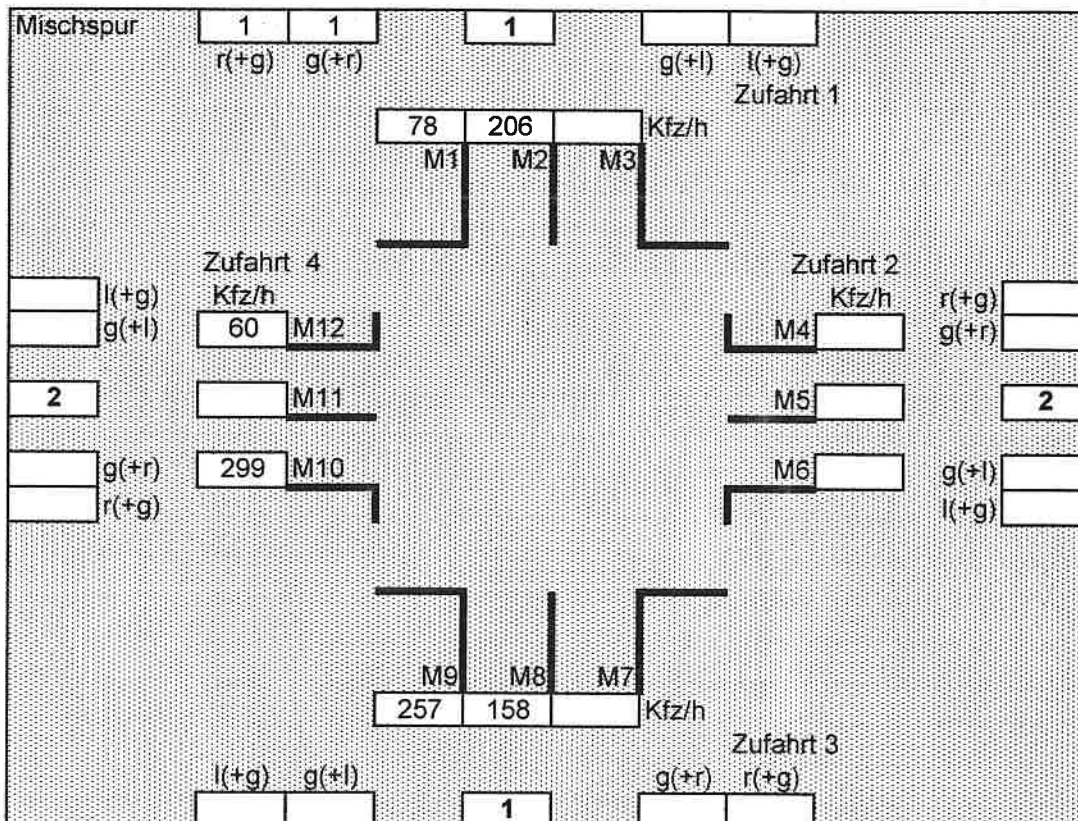 Mischspur 1 1 1
r(+g) g(+r) g(+l) l(+g)
Zufahrt 1
78 206 Kfz/h
M1 M2 M3
Zufahrt 4 Zufahrt 2
l(+g) Kfz/h Kfz/h r(+g)
g(+l) 60 M12 M4 g(+r)
2 M11 M5 2
g(+r) 299 M10 M6 g(+l)
r(+g) l(+g)
M9 M8 M7
257 158 Kfz/h
Zufahrt 3
l(+g) g(+l) g(+r) r(+g)
1